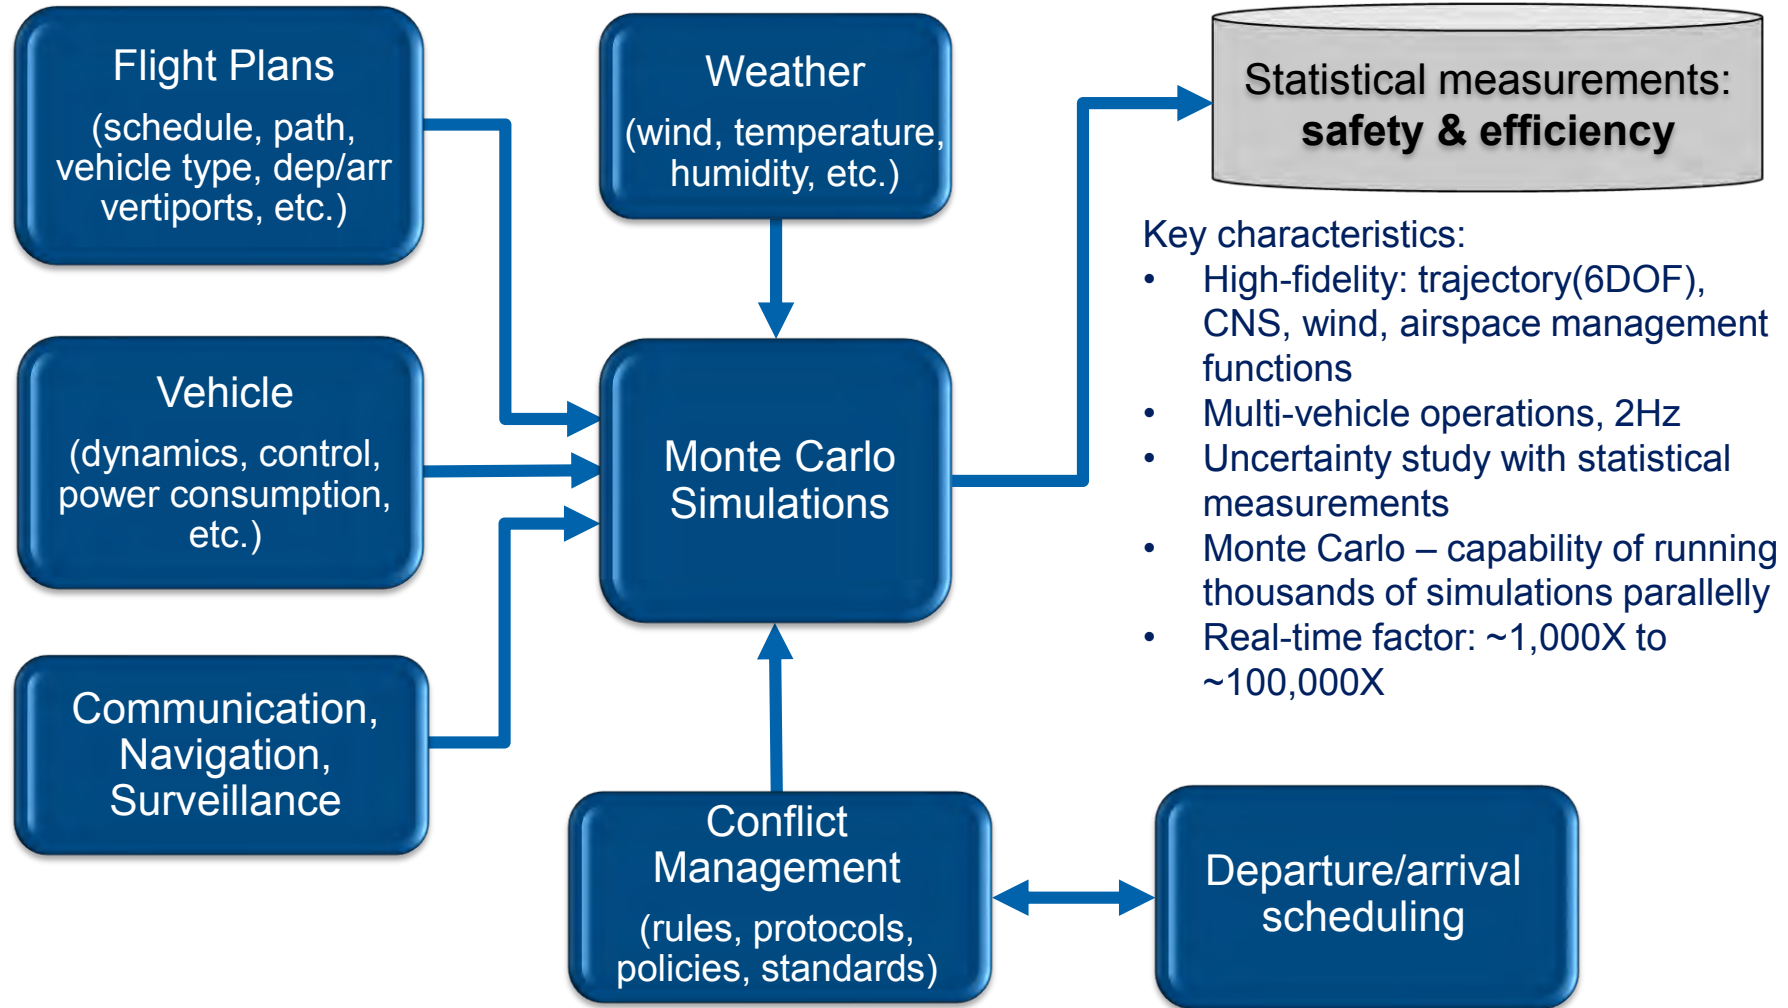 Flight Plans
(schedule, path,
vehicle type, dep/arr
vertiports, etc.)
Weather
(wind, temperature,
humidity, etc.)
Statistical measurements:
safety & efficiency
Key characteristics:
• High-fidelity: trajectory(6DOF),
CNS, wind, airspace management
functions
• Multi-vehicle operations, 2Hz
• Uncertainty study with statistical
measurements
• Monte Carlo – capability of running
thousands of simulations parallelly
• Real-time factor: ~1,000X to
~100,000X
Vehicle
(dynamics, control,
power consumption,
etc.)
Monte Carlo
Simulations
Communication,
Navigation,
Surveillance
Conflict
Management
(rules, protocols,
policies, standards)
Departure/arrival
scheduling